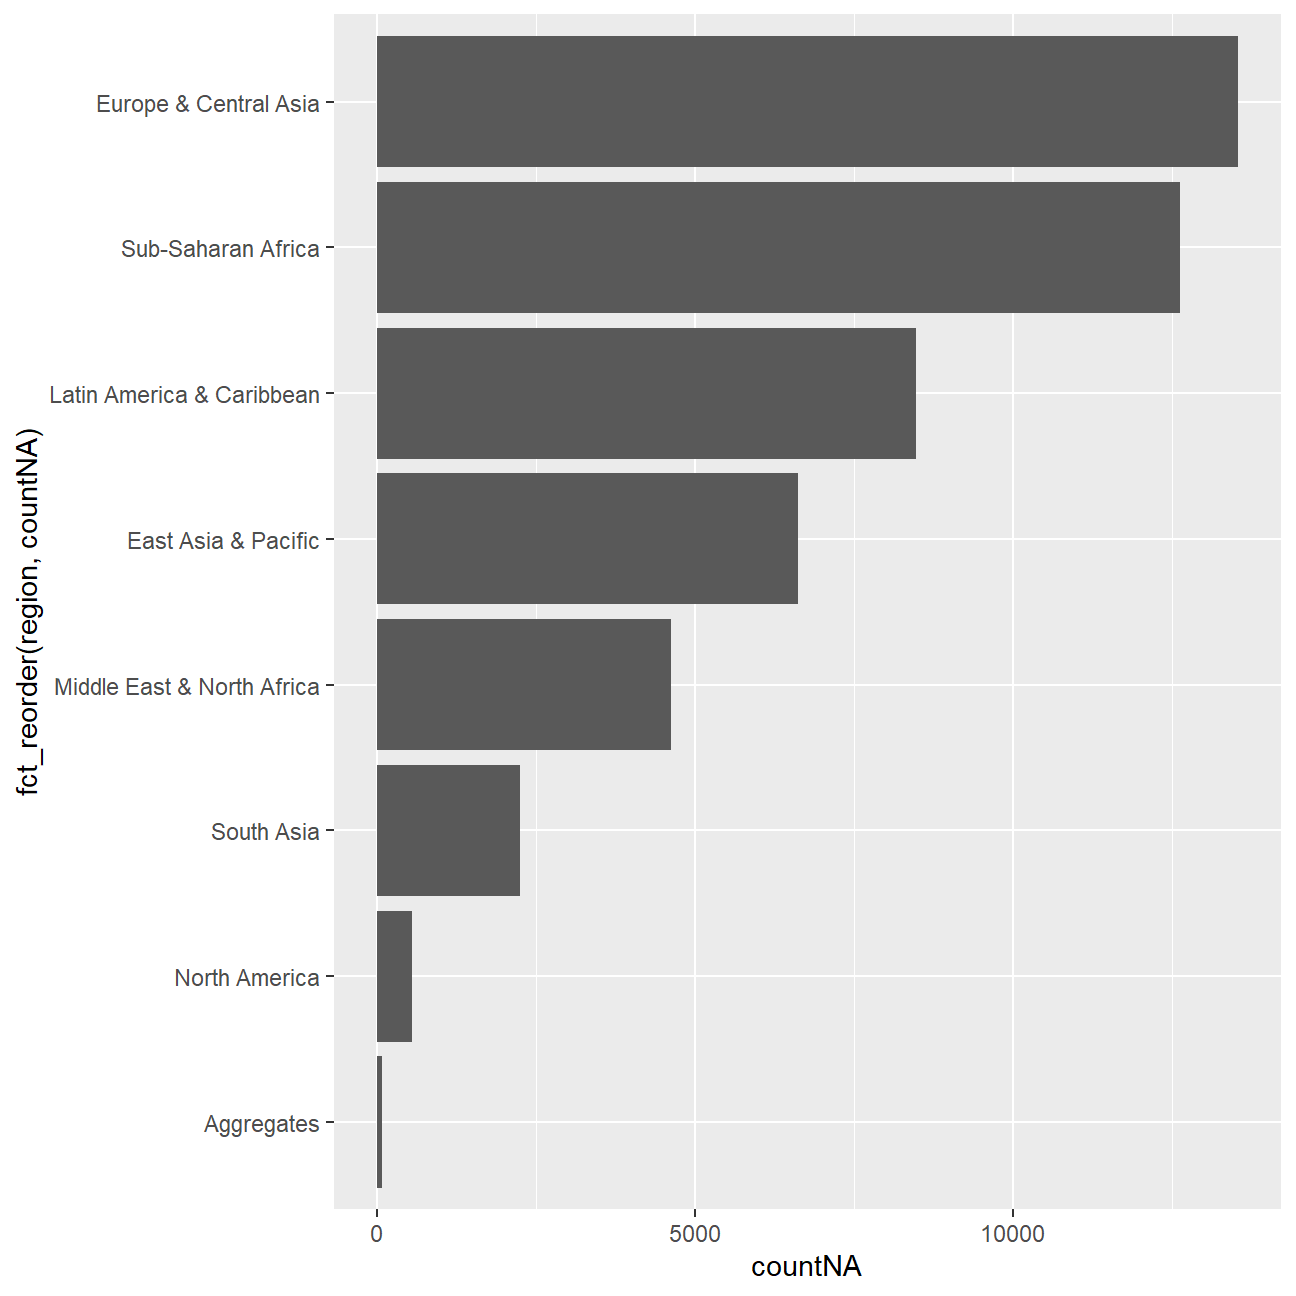 Europe & Central Asia
Sub-Saharan Africa
Latin America & Caribbean
East Asia & Pacific
Middle East & North Africa
South Asia
North America
Aggregates
fct_reorder(region, countNA)
0 5000 10000
countNA